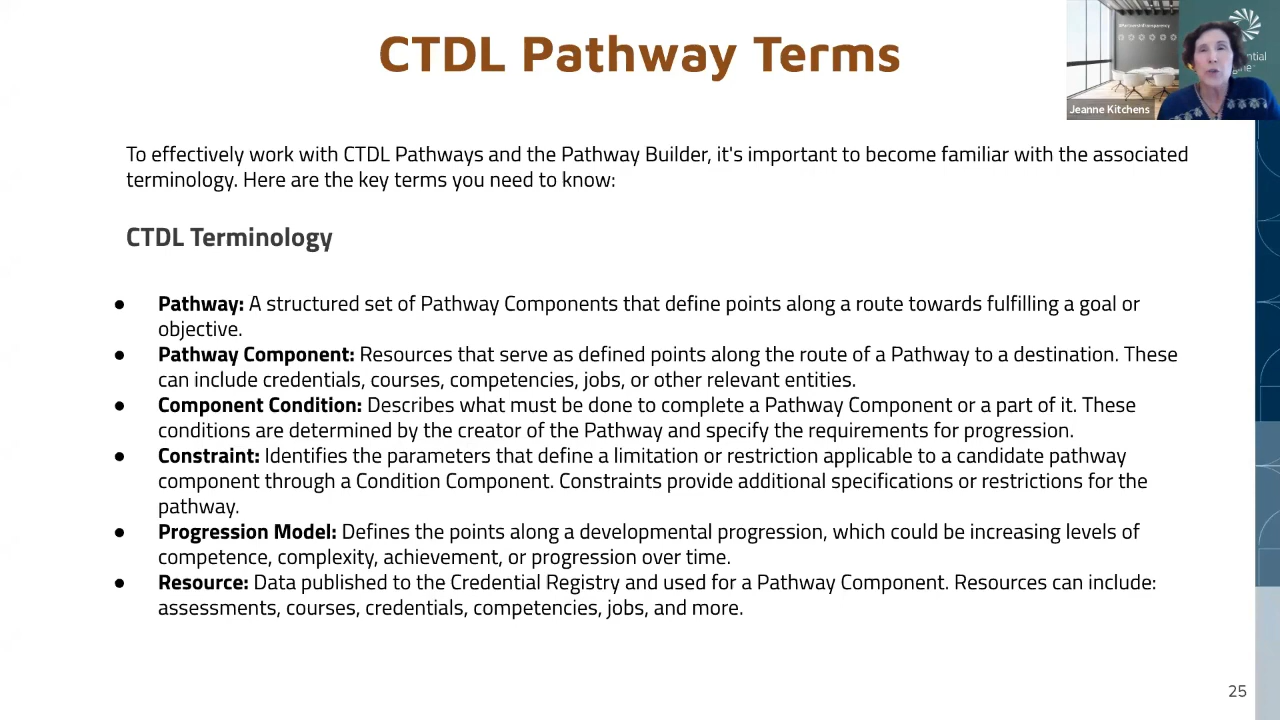 CTDL Pathway Terms
Jeanne Kitchens
To effectively work with CTDL Pathways and the Pathway Builder, it's important to become familiar with the associated
terminology. Here are the key terms you need to know:
CTDL Terminology
● Pathway: A structured set of Pathway Components that define points along a route towards fulfilling a goal or
objective.
● Pathway Component: Resources that serve as defined points along the route of a Pathway to a destination. These
can include credentials, courses, competencies, jobs, or other relevant entities.
● Component Condition: Describes what must be done to complete a Pathway Component or a part of it. These
conditions are determined by the creator of the Pathway and specify the requirements for progression.
● Constraint: Identifies the parameters that define a limitation or restriction applicable to a candidate pathway
component through a Condition Component. Constraints provide additional specifications or restrictions for the
pathway.
● Progression Model: Defines the points along a developmental progression, which could be increasing levels of
competence, complexity, achievement, or progression over time.
● Resource: Data published to the Credential Registry and used for a Pathway Component. Resources can include:
assessments, courses, credentials, competencies, jobs, and more.
25